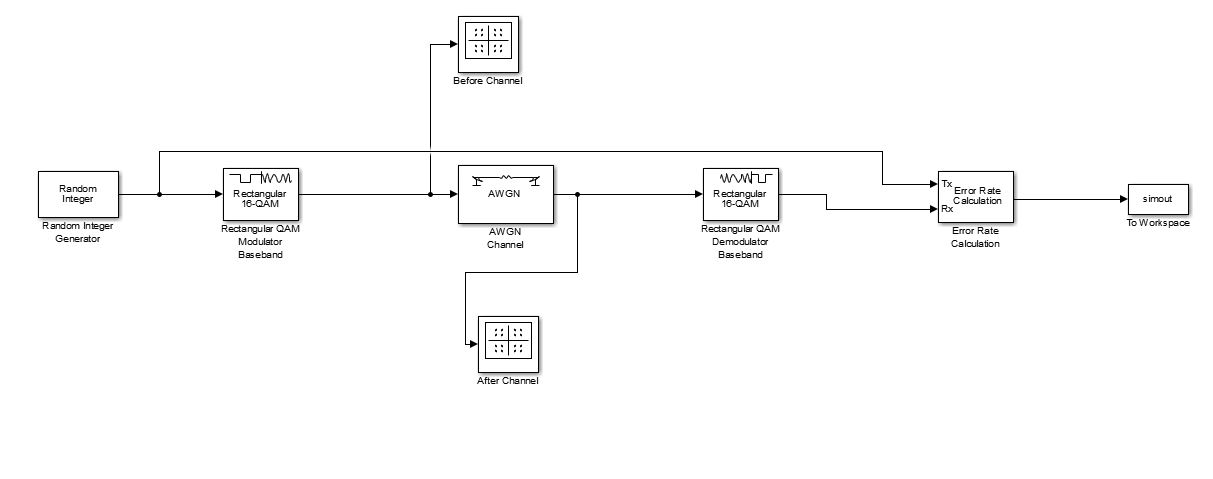 Before Channel
Random
Integer
Random Integer
Generator
Rectangular
16-QAM
Rectangular QAM
Modulator
Baseband
AWGN
AWGN
Channel
Rectangular
16-QAM
Rectangular QAM
Demodulator
Baseband
Tx
Rx
Error Rate
Calculation
Error Rate
Calculation
simout
To Workspace
After Channel